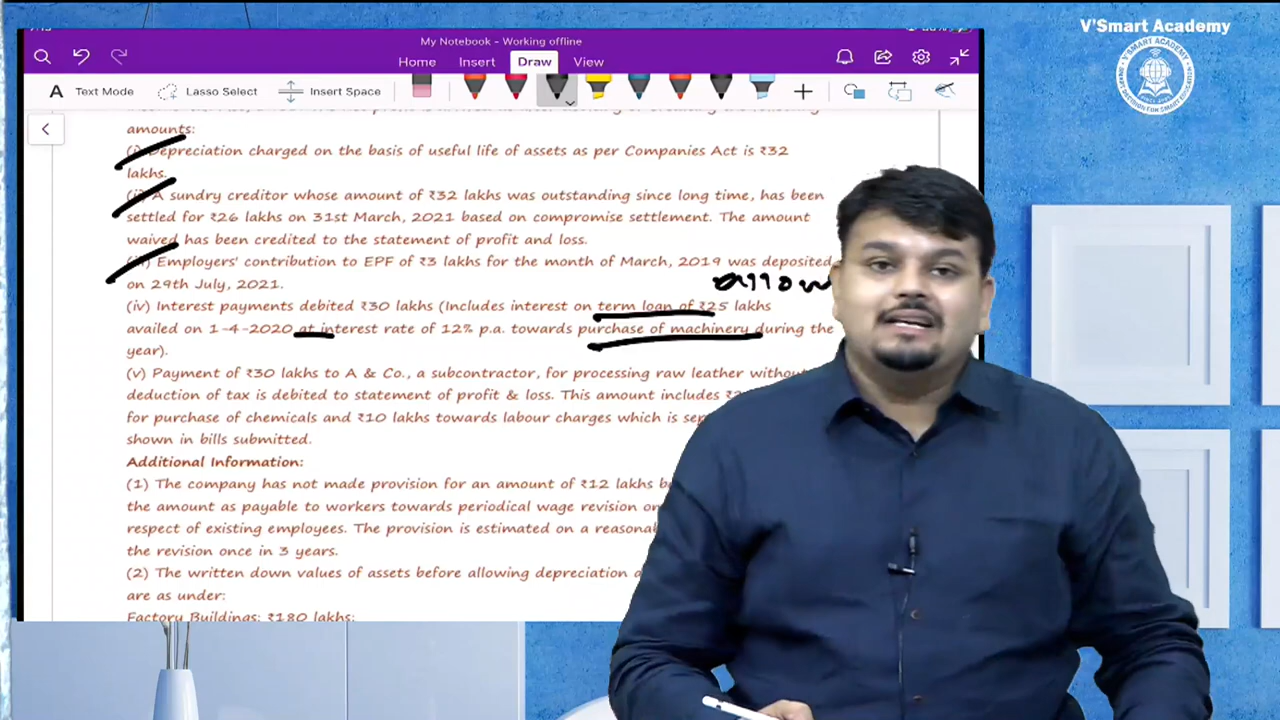 V'Smart Academy
My Notebook - Working offline
Home Insert Draw View
A Text Mode Lasso Select Insert Space
amounts:
(i) Depreciation charged on the basis of useful life of assets as per Companies Act is ₹32
lakhs.
(ii) A sundry creditor whose amount of ₹32 lakhs was outstanding since long time, has been
settled for ₹26 lakhs on 31st March, 2021 based on compromise settlement. The amount
waived has been credited to the statement of profit and loss.
(iii) Employers' contribution to EPF of ₹3 lakhs for the month of March, 2019 was deposited
on 29th July, 2021.
allow
(iv) Interest payments debited ₹30 lakhs (Includes interest on term loan of ₹25 lakhs
availed on 1-4-2020 at interest rate of 12% p.a. towards purchase of machinery during the
year).
(v) Payment of ₹30 lakhs to A & Co., a subcontractor, for processing raw leather without
deduction of tax is debited to statement of profit & loss. This amount includes
for purchase of chemicals and ₹10 lakhs towards labour charges which is
shown in bills submitted.
Additional Information:
(1) The company has not made provision for an amount of ₹12 lakhs
the amount as payable to workers towards periodical wage revision
respect of existing employees. The provision is estimated on a
the revision once in 3 years.
(2) The written down values of assets before allowing depreciation
are as under:
Factory Buildings: ₹180 lakhs;